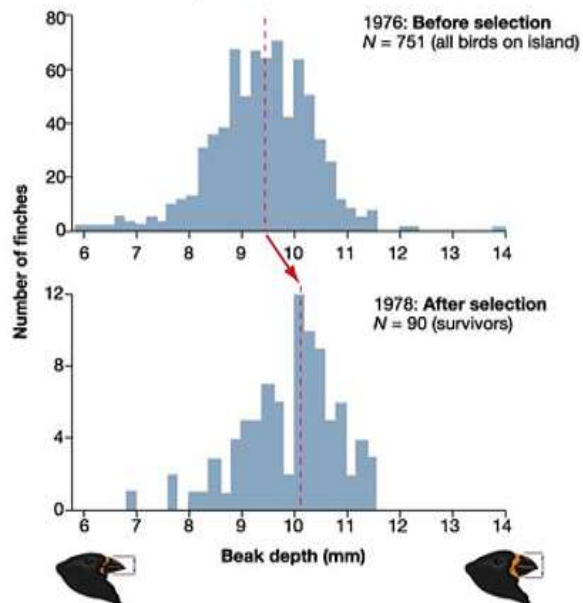 80
60
40
20
0
1976: Before selection
N = 751 (all birds on island)
6 7 8 9 10 11 12 13 14
Number of finches
12
8
4
0
1978: After selection
N = 90 (survivors)
6 7 8 9 10 11 12 13 14
Beak depth (mm)